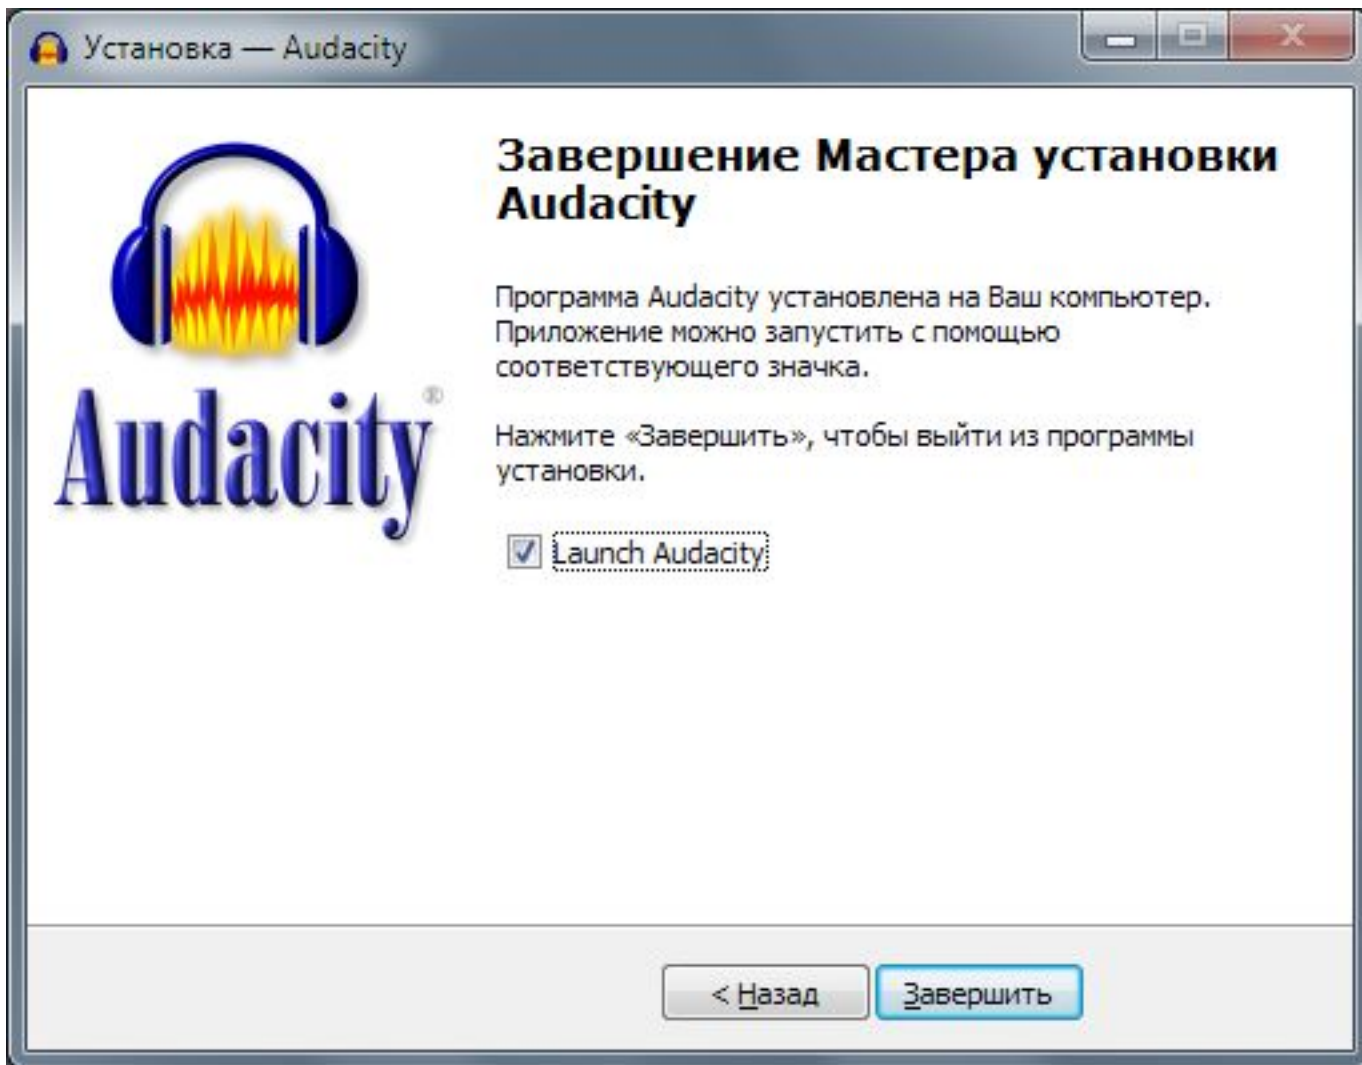 Установка — Audacity
Завершение Мастера установки
Audacity
Программа Audacity установлена на Ваш компьютер.
Приложение можно запустить с помощью
соответствующего значка.
Нажмите «Завершить», чтобы выйти из программы
установки.
Launch Audacity
Audacity®
< Назад
Завершить